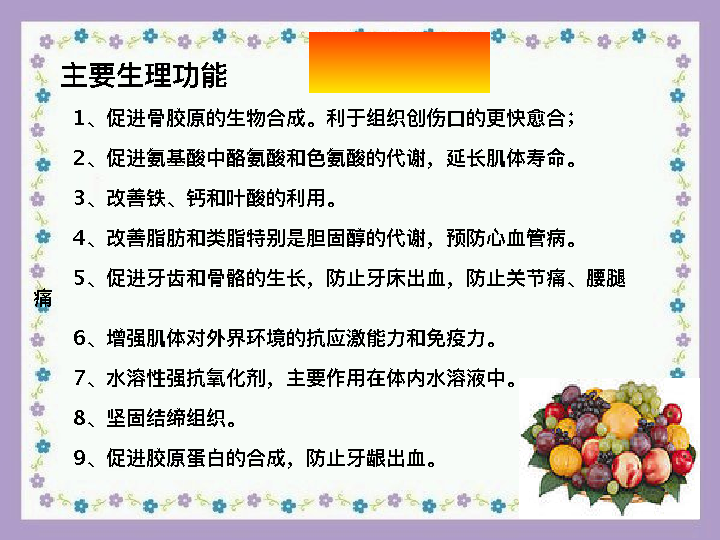 主要生理功能
1、促进骨胶原的生物合成。利于组织创伤口的更快愈合；
2、促进氨基酸中酪氨酸和色氨酸的代谢，延长肌体寿命。
3、改善铁、钙和叶酸的利用。
4、改善脂肪和类脂特别是胆固醇的代谢，预防心血管病。
5、促进牙齿和骨骼的生长，防止牙床出血，防止关节痛、腰腿
痛
6、增强肌体对外界环境的抗应激能力和免疫力。
7、水溶性强抗氧化剂，主要作用在体内水溶液中。
8、坚固结缔组织。
9、促进胶原蛋白的合成，防止牙龈出血。